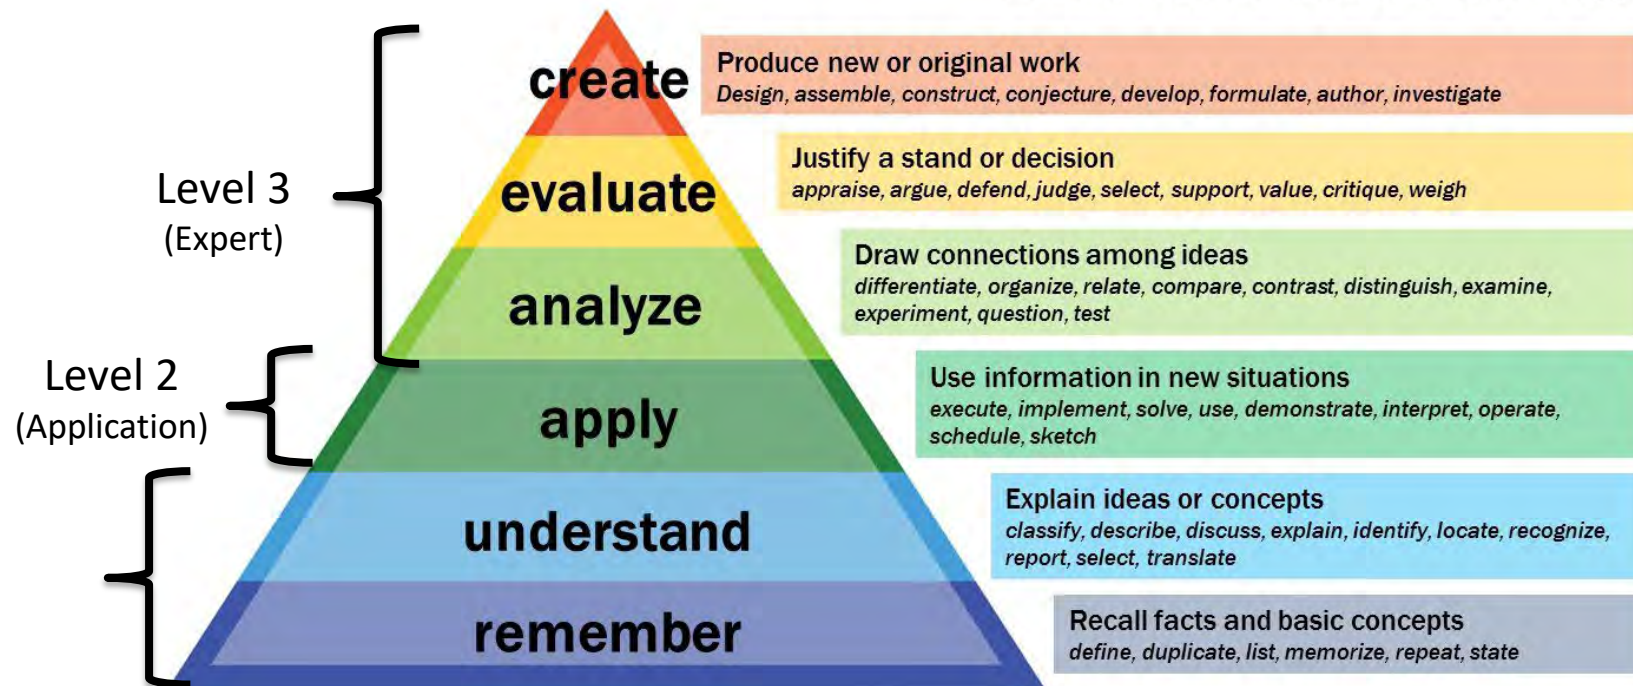 create
Produce new or original work
Design, assemble, construct, conjecture, develop, formulate, author, investigate
Level 3
(Expert)
evaluate
Justify a stand or decision
appraise, argue, defend, judge, select, support, value, critique, weigh
analyze
Draw connections among ideas
differentiate, organize, relate, compare, contrast, distinguish, examine,
experiment, question, test
Level 2
(Application)
apply
Use information in new situations
execute, implement, solve, use, demonstrate, interpret, operate,
schedule, sketch
understand
Explain ideas or concepts
classify, describe, discuss, explain, identify, locate, recognize,
report, select, translate
remember
Recall facts and basic concepts
define, duplicate, list, memorize, repeat, state